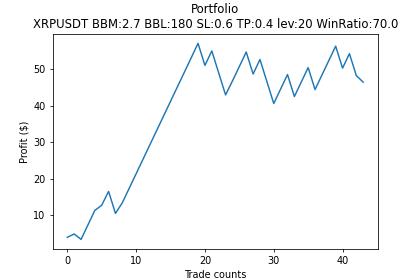 Portfolio
XRPUSDT BBM:2.7 BBL:180 SL:0.6 TP:0.4 lev:20 WinRatio:70.0
Profit ($)
50
40
30
20
10
0 10 20 30 40
Trade counts